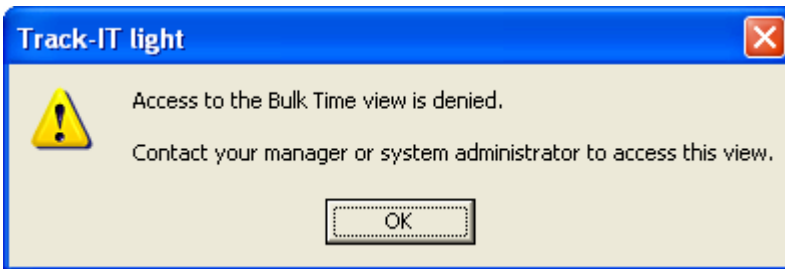 Track-IT light
Access to the Bulk Time view is denied.
Contact your manager or system administrator to access this view.
OK